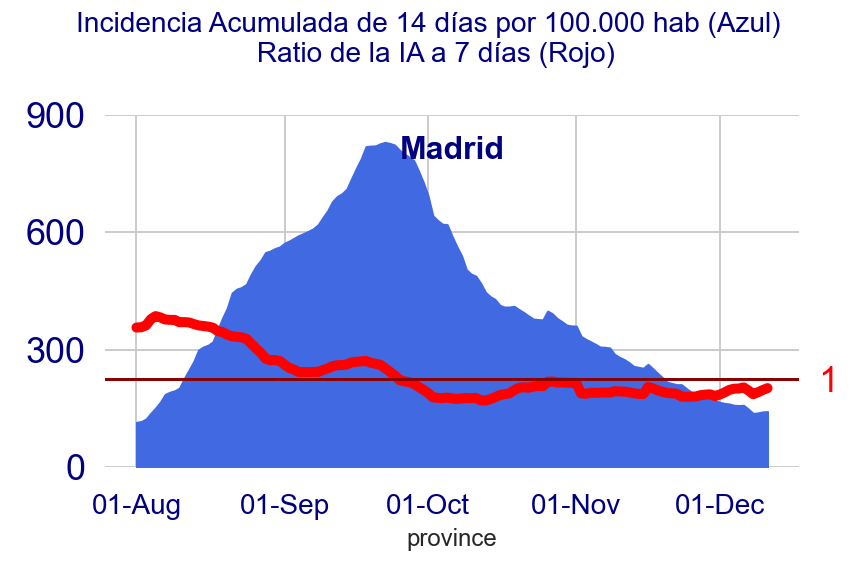 Incidencia Acumulada de 14 días por 100.000 hab (Azul)
Ratio de la IA a 7 días (Rojo)
900
Madrid
600
300
1
0
01-Aug 01-Sep 01-Oct 01-Nov 01-Dec
province